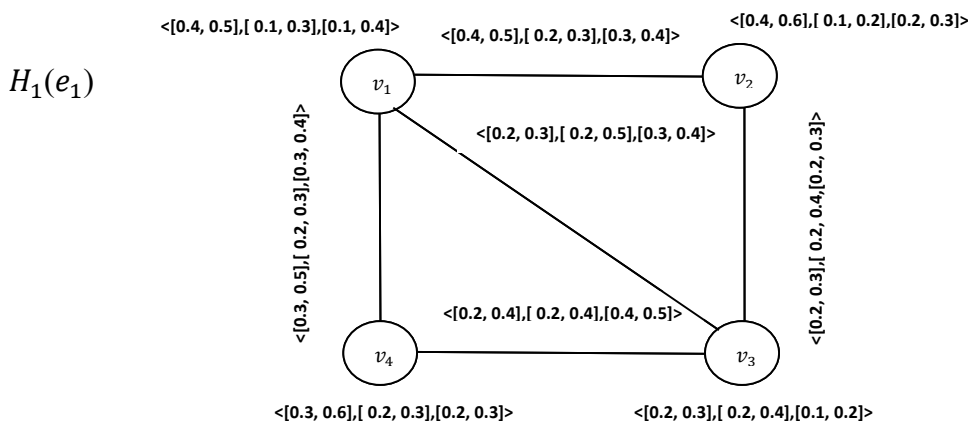 <[0.4, 0.5],[ 0.1, 0.3],[0.1, 0.4]>
<[0.4, 0.5],[ 0.2, 0.3],[0.3, 0.4]>
<[0.4, 0.6],[ 0.1, 0.2],[0.2, 0.3]>
H₁(e₁)
v₁
v₂
<[0.2, 0.3],[ 0.2, 0.5],[0.3, 0.4]>
<[0.3, 0.5],[ 0.2, 0.3],[0.3, 0.4]>
<[0.2, 0.3],[ 0.2, 0.4,[0.2, 0.3]>
<[0.2, 0.4],[ 0.2, 0.4],[0.4, 0.5]>
v₄
v₃
<[0.3, 0.6],[ 0.2, 0.3],[0.2, 0.3]>
<[0.2, 0.3],[ 0.2, 0.4],[0.1, 0.2]>